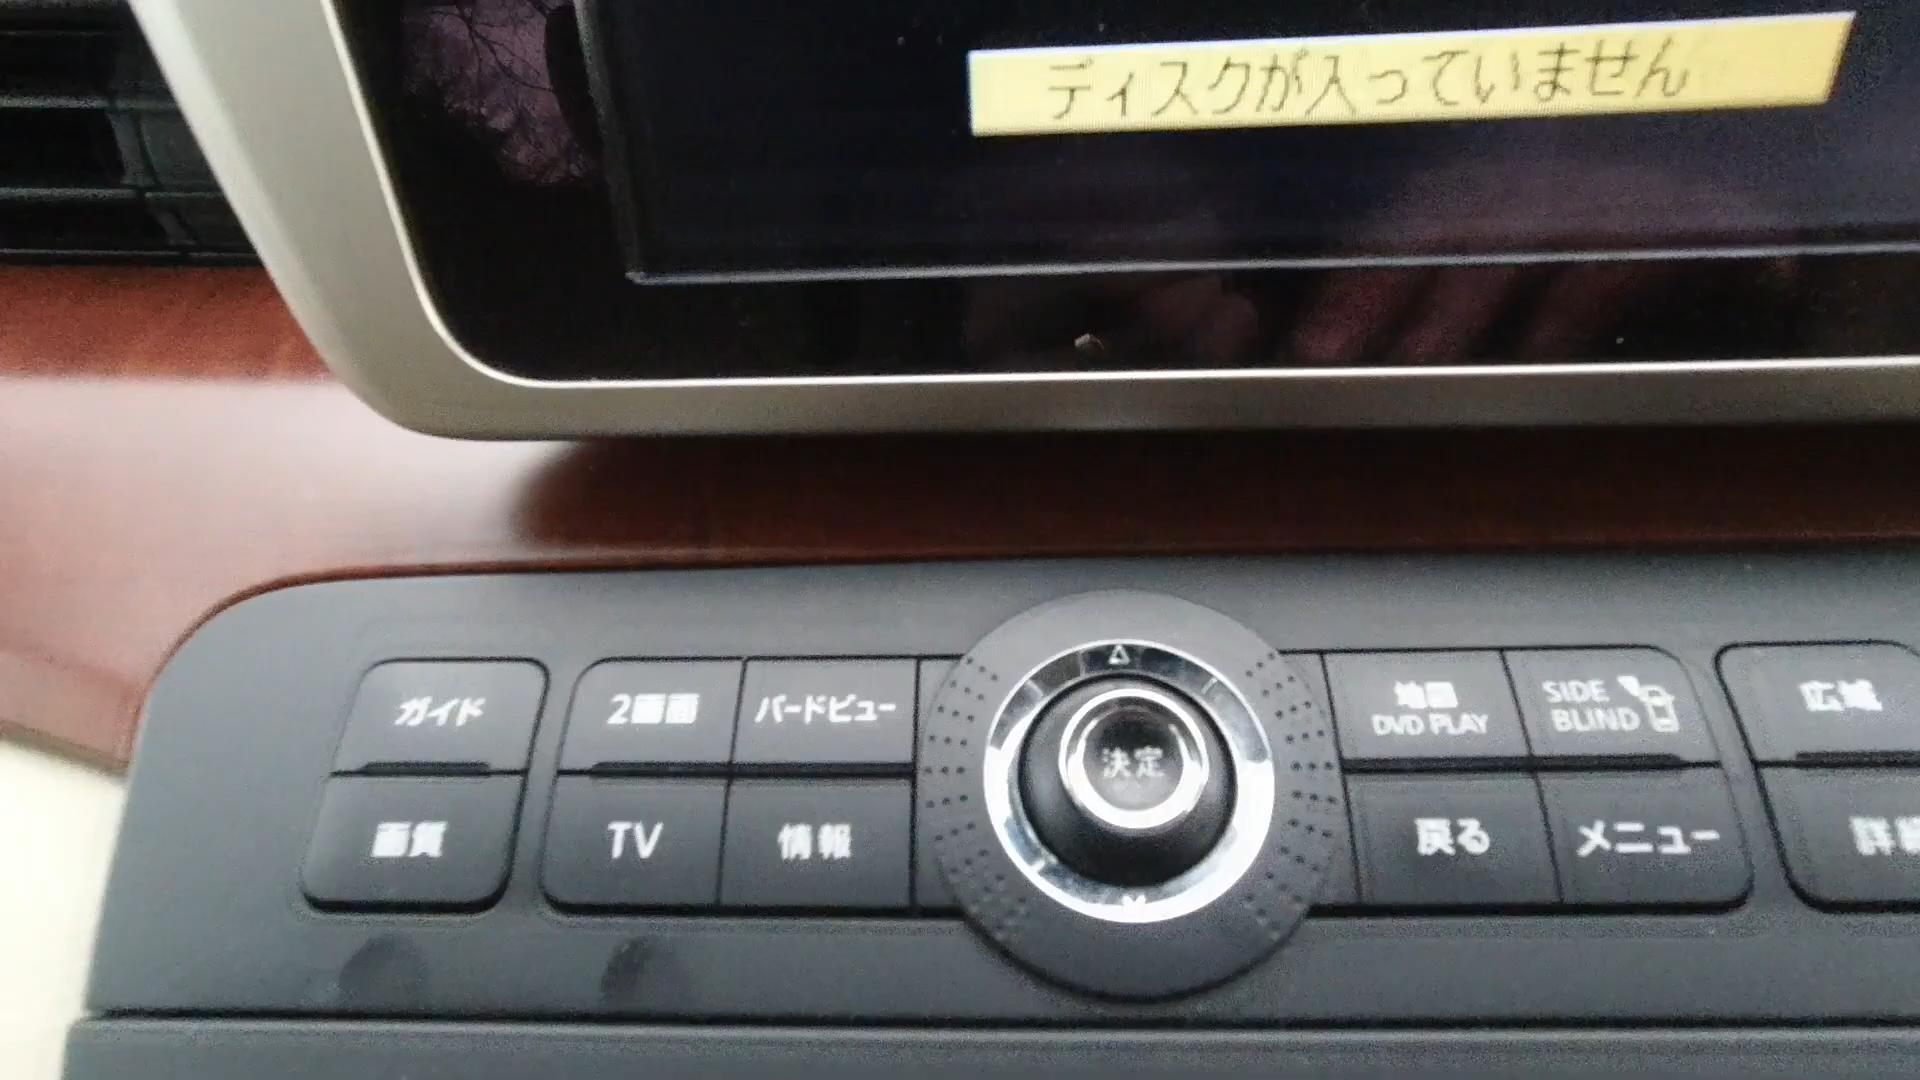 ディスクが入っていません
ガイド
2画面
バードビュー
地図
DVD PLAY
SIDE
BLIND
広域
決定
画質
TV
情報
戻る
メニュー